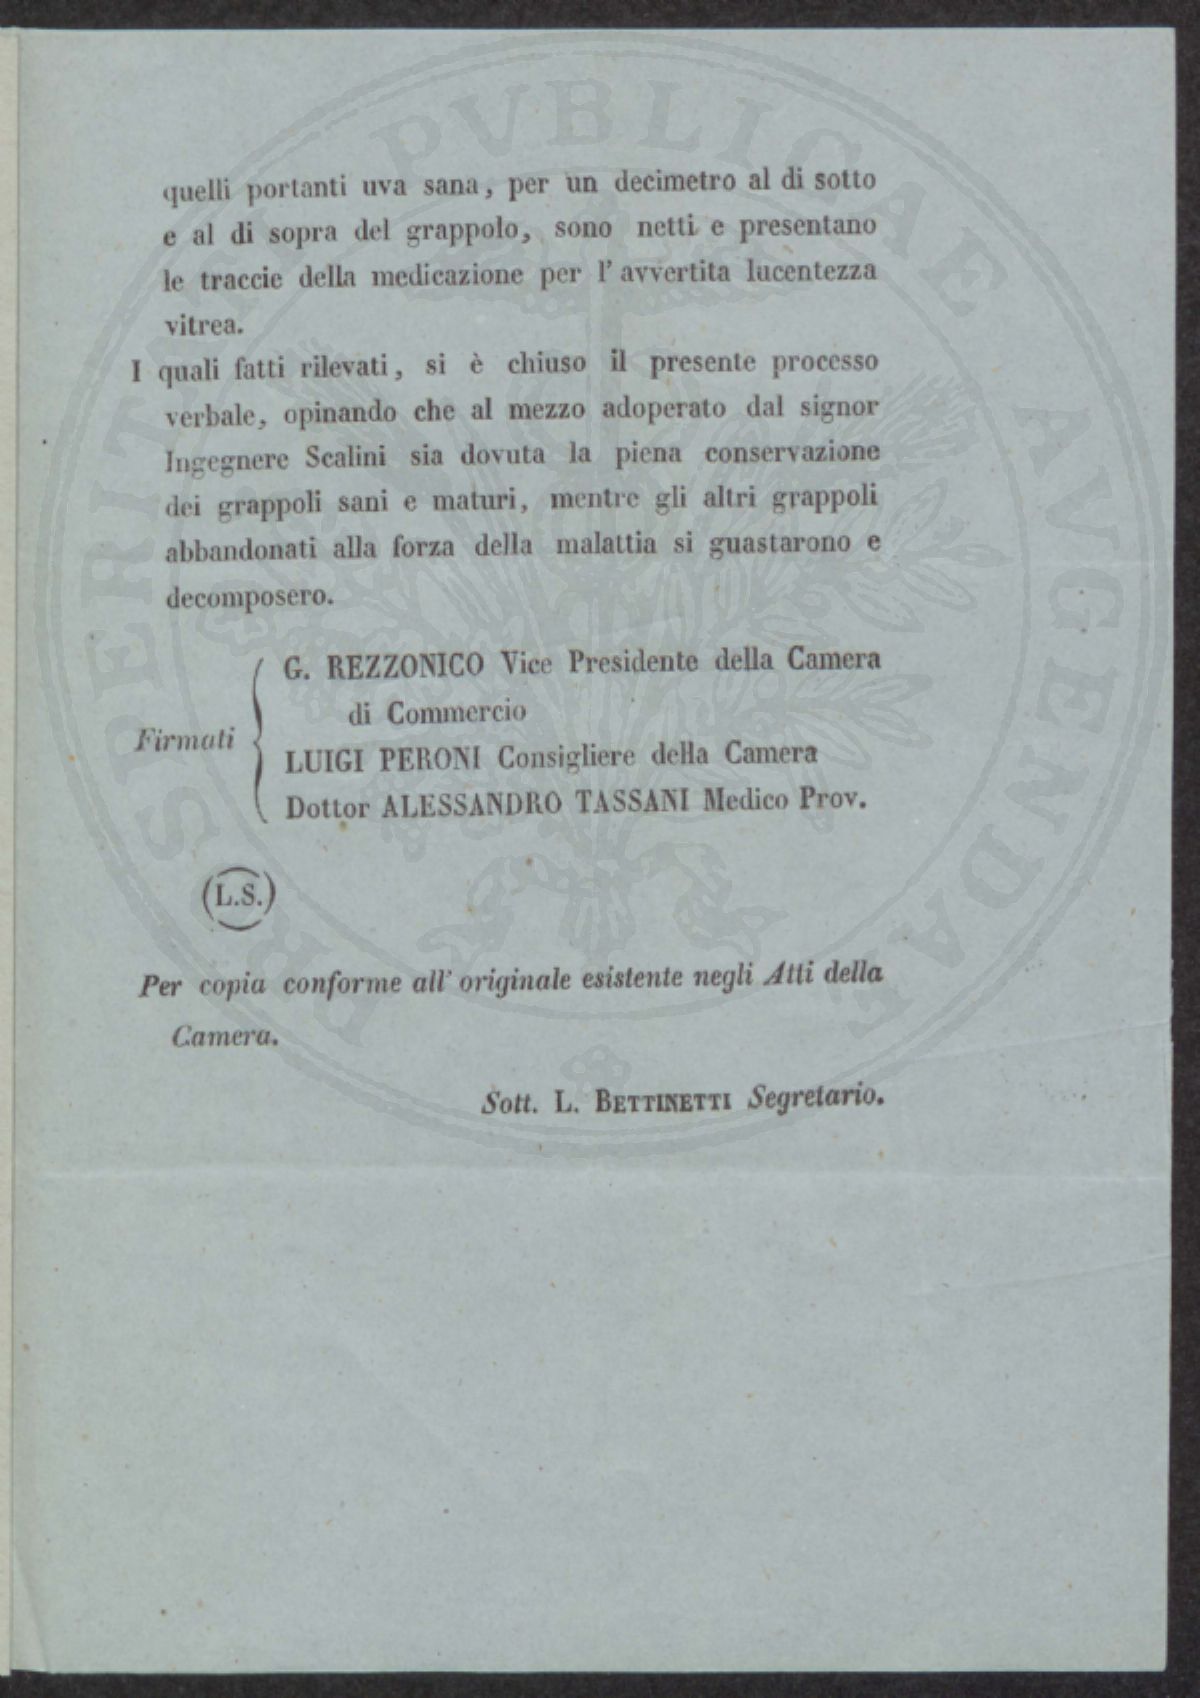 quelli portanti uva sana, per un decimetro al di sotto
e al di sopra del grappolo, sono netti e presentano
le traccie della medicazione per l' avvertita lucentezza
vitrea.
I quali fatti rilevati, si è chiuso il presente processo
verbale, opinando che al mezzo adoperato dal signor
Ingegnere Scalini sia dovuta la piena conservazione
dei grappoli sani e maturi, mentre gli altri grappoli
abbandonati alla forza della malattia si guastarono e
decomposero.
G. REZZONICO Vice Presidente della Camera
di Commercio
Firmati
LUIGI PERONI Consigliere della Camera
Dottor ALESSANDRO TASSANI Medico Prov.
(L.S.)
Per copia conforme all' originale esistente negli Atti della
Camera.
Sott. L. BETTINETTI Segretario.
RSPERITATI PVBLICAE AVGENDAE